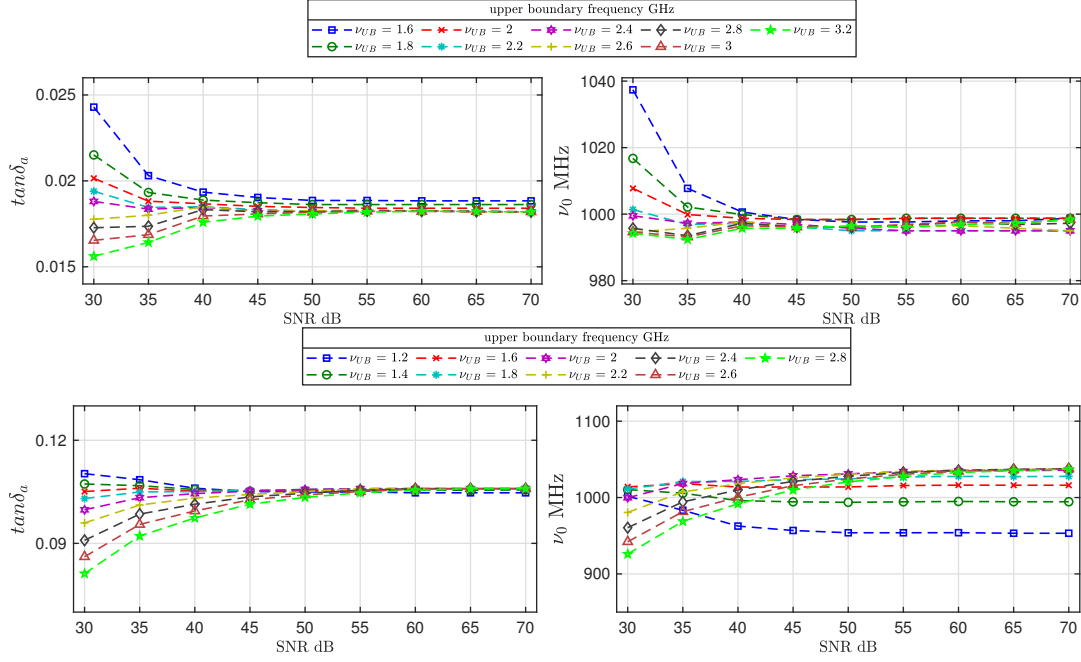 upper boundary frequency GHz
ν_UB = 1.6 ν_UB = 2 ν_UB = 2.4 ν_UB = 2.8 ν_UB = 3.2
ν_UB = 1.8 ν_UB = 2.2 ν_UB = 2.6 ν_UB = 3
0.025
0.02
0.015
tanδ_a
30 35 40 45 50 55 60 65 70
SNR dB
1040
1020
1000
980
ν_0 MHz
30 35 40 45 50 55 60 65 70
SNR dB
upper boundary frequency GHz
ν_UB = 1.2 ν_UB = 1.6 ν_UB = 2 ν_UB = 2.4 ν_UB = 2.8
ν_UB = 1.4 ν_UB = 1.8 ν_UB = 2.2 ν_UB = 2.6
0.12
0.09
tanδ_a
30 35 40 45 50 55 60 65 70
SNR dB
1100
1000
900
ν_0 MHz
30 35 40 45 50 55 60 65 70
SNR dB